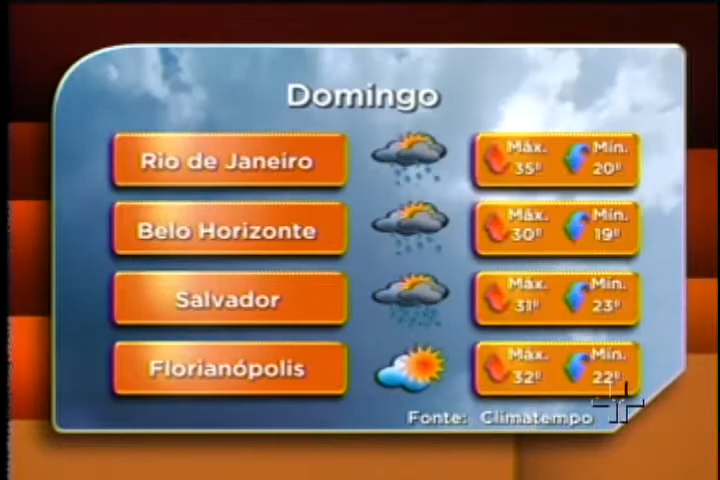 Domingo
Rio de Janeiro Máx. 35º Mín. 20º
Belo Horizonte Máx. 30º Mín. 19º
Salvador Máx. 31º Mín. 23º
Florianópolis Máx. 32º Mín. 22º
Fonte: Climatempo